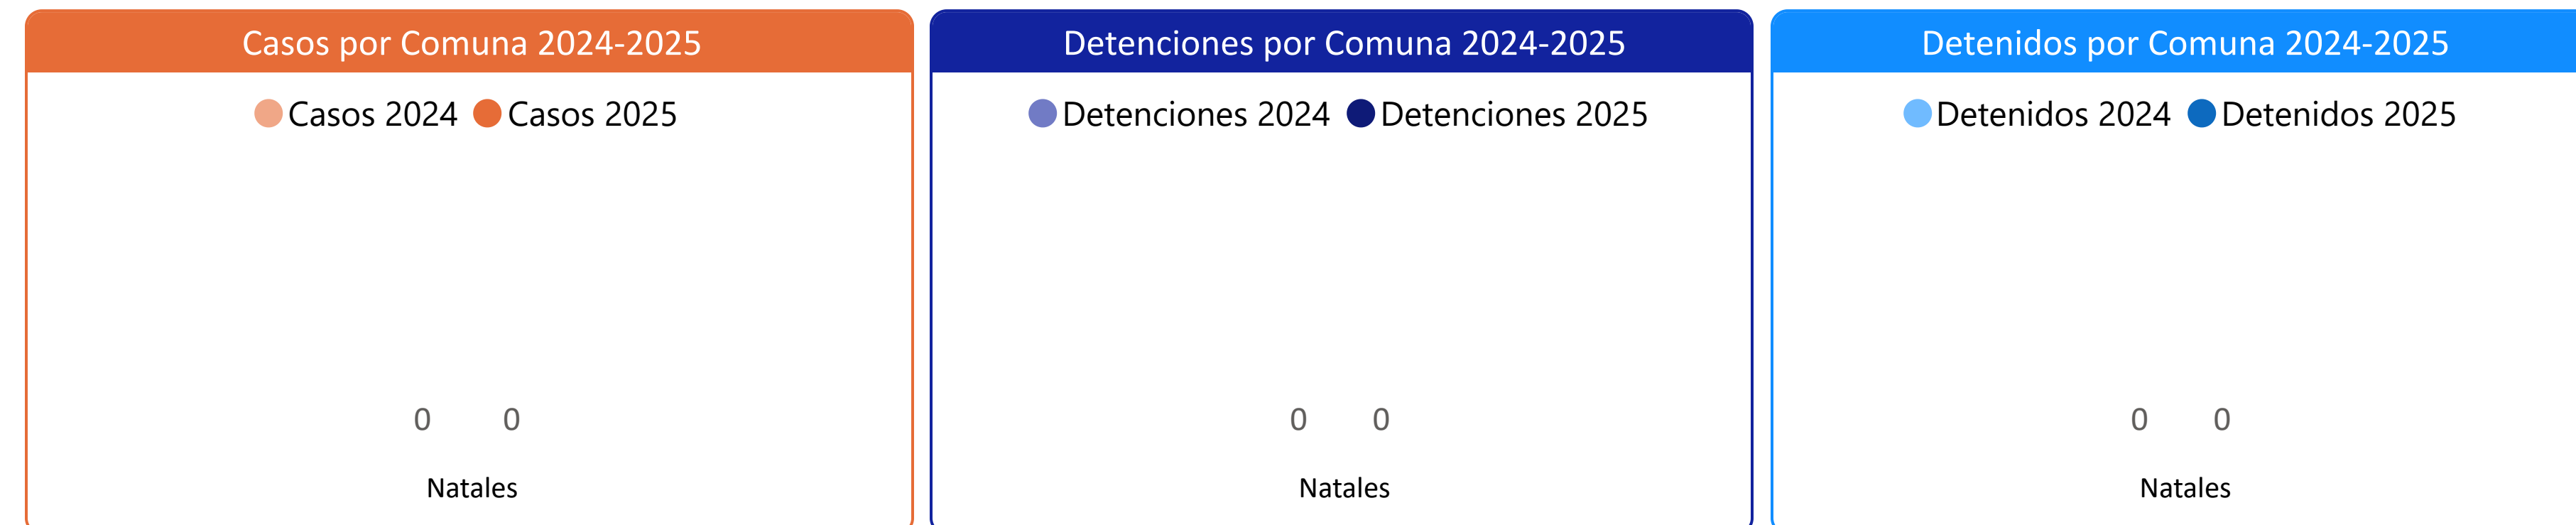 Casos por Comuna 2024-2025
Casos 2024 Casos 2025
0 0
Natales
Detenciones por Comuna 2024-2025
Detenciones 2024 Detenciones 2025
0 0
Natales
Detenidos por Comuna 2024-2025
Detenidos 2024 Detenidos 2025
0 0
Natales